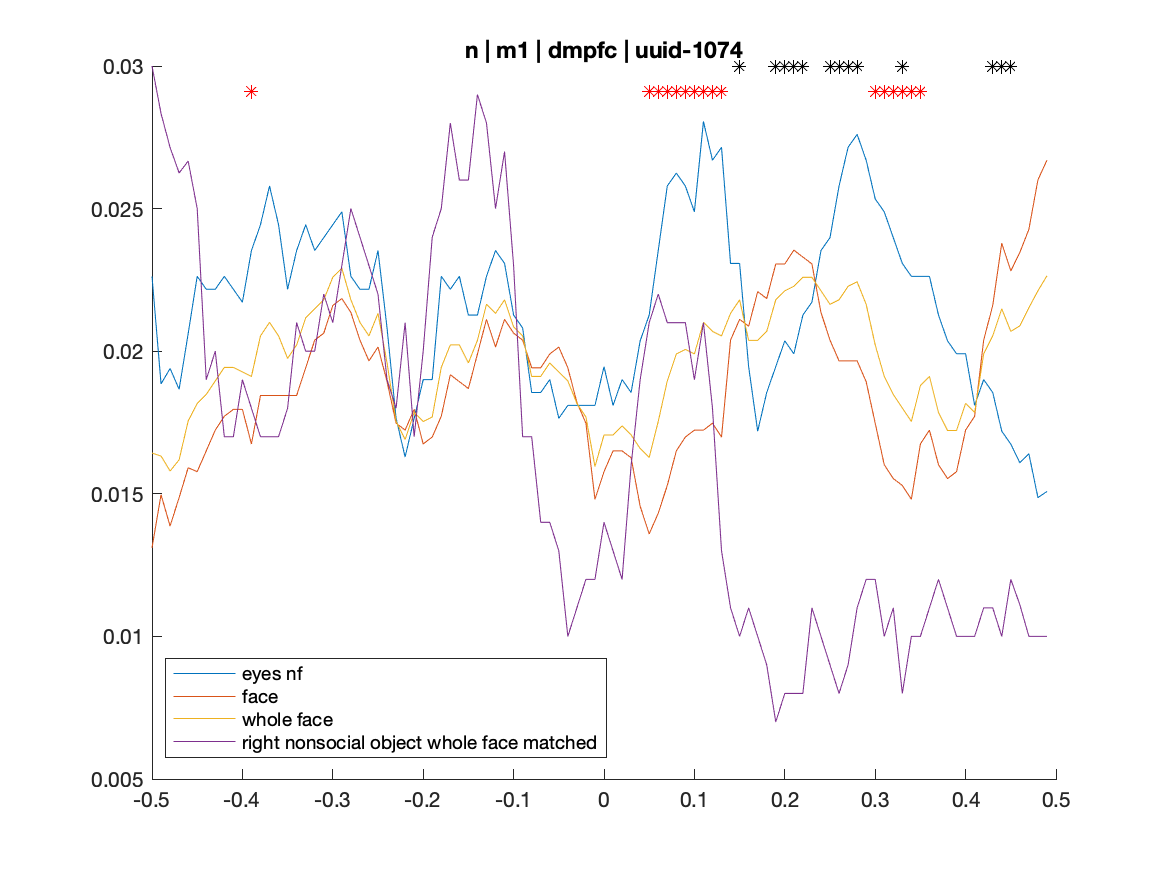 n | m1 | dmpfc | uuid-1074
0.03
0.025
0.02
0.015
0.01
0.005
eyes nf
face
whole face
right nonsocial object whole face matched
-0.5 -0.4 -0.3 -0.2 -0.1 0 0.1 0.2 0.3 0.4 0.5